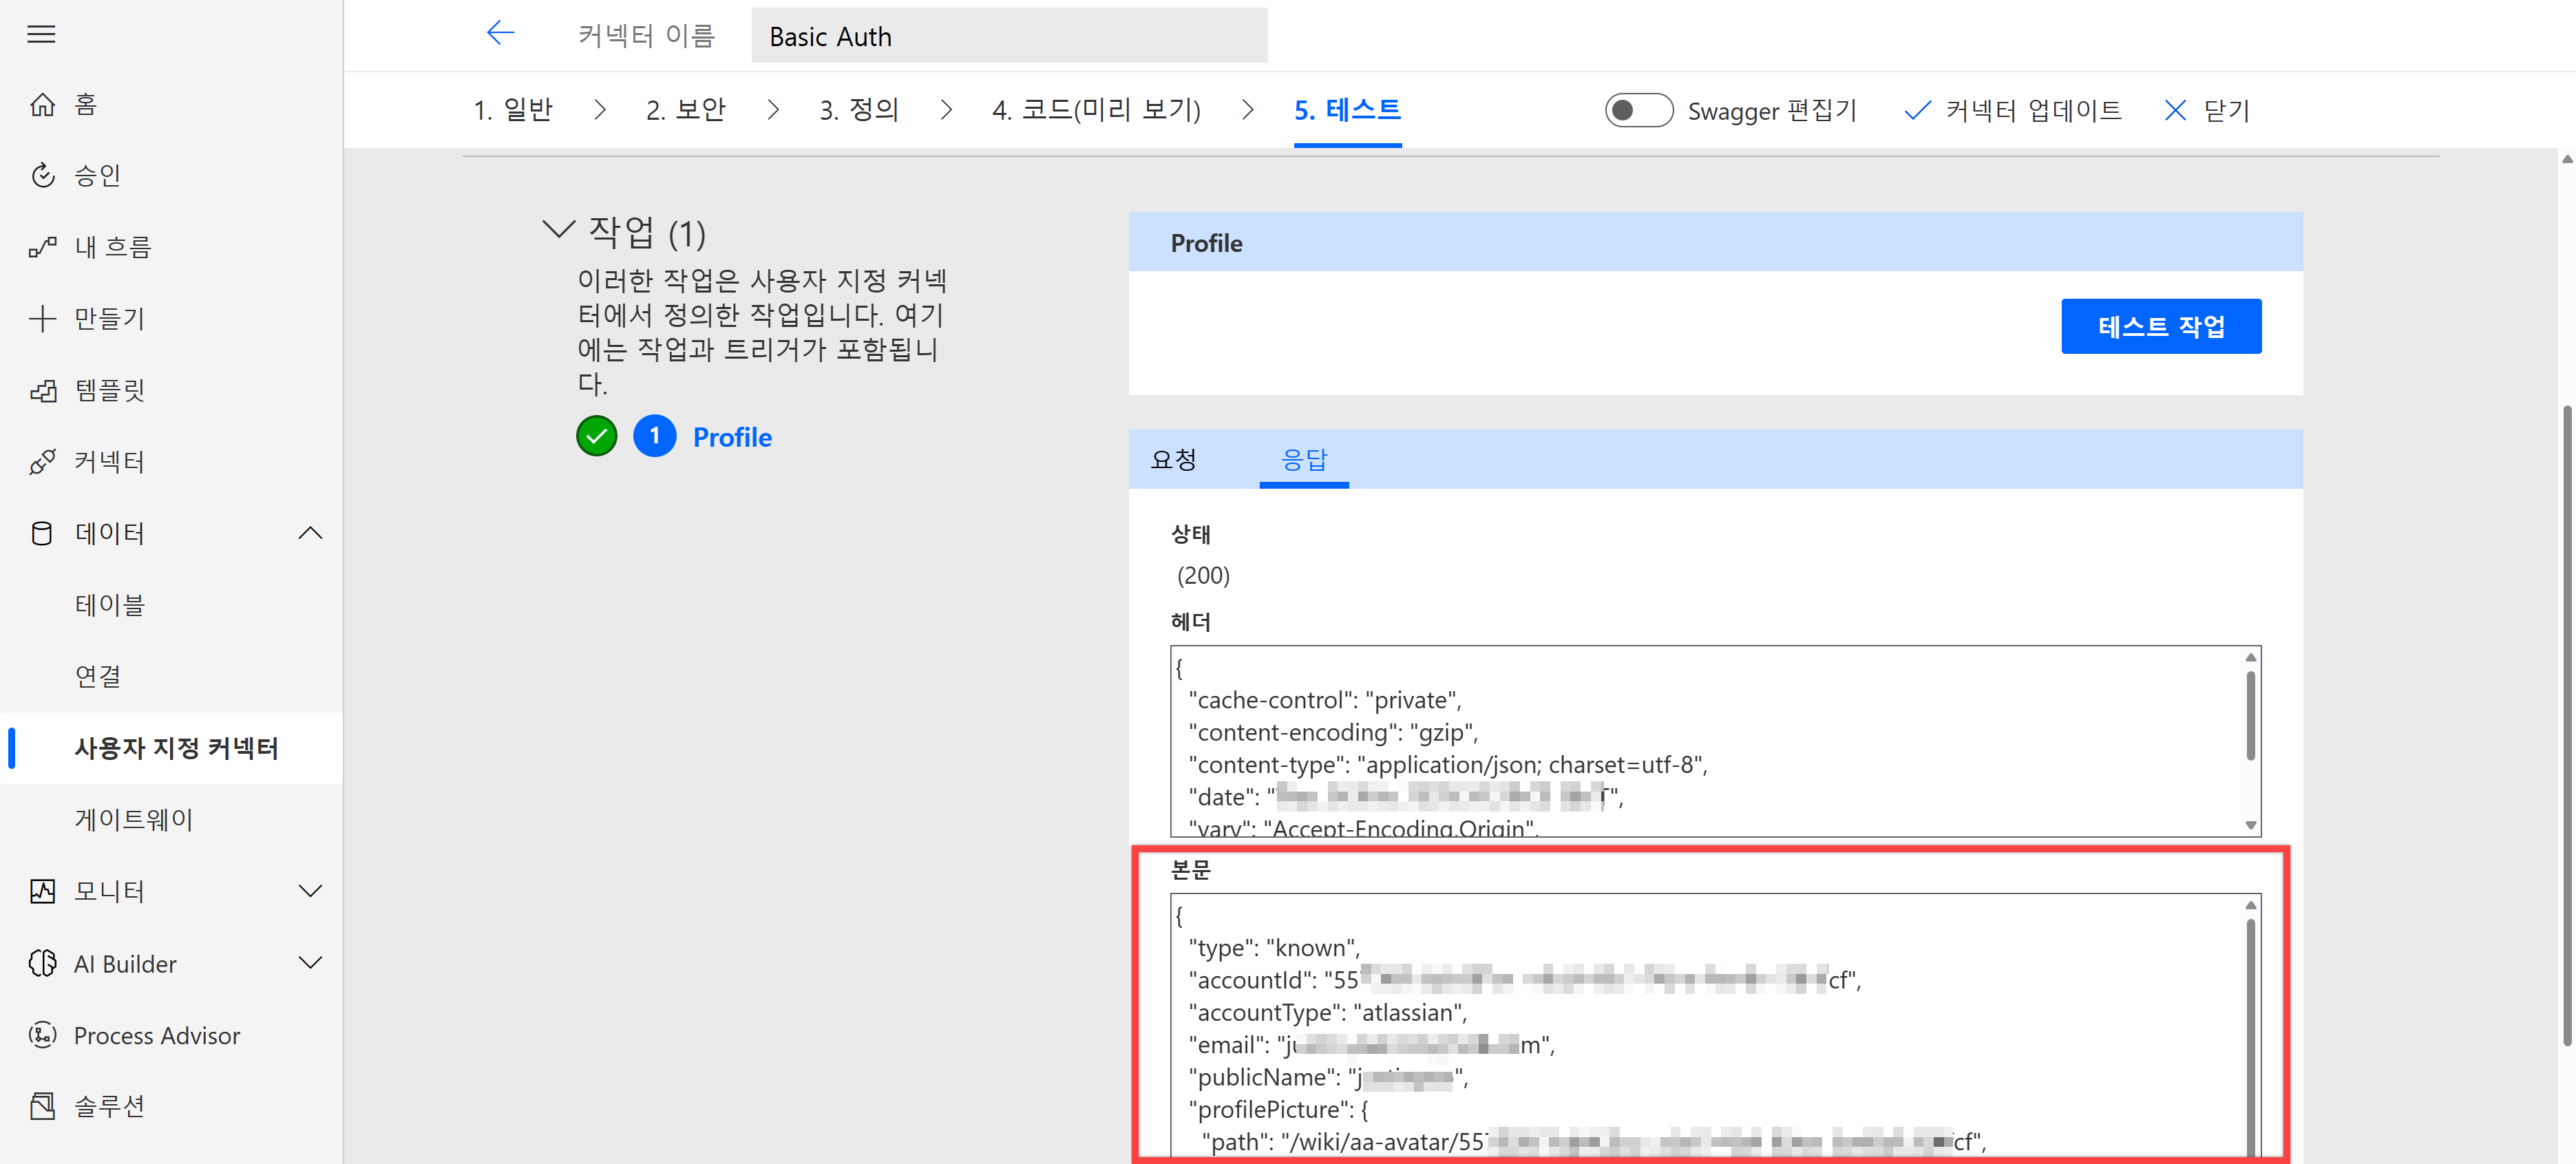 커넥터 이름
Basic Auth
1. 일반
2. 보안
3. 정의
4. 코드(미리 보기)
5. 테스트
Swagger 편집기
커넥터 업데이트
닫기
홈
승인
내 흐름
만들기
템플릿
커넥터
데이터
테이블
연결
사용자 지정 커넥터
게이트웨이
모니터
AI Builder
Process Advisor
솔루션
작업 (1)
이러한 작업은 사용자 지정 커넥
터에서 정의한 작업입니다. 여기
에는 작업과 트리거가 포함됩니
다.
1 Profile
Profile
테스트 작업
요청
응답
상태
(200)
헤더
{
"cache-control": "private",
"content-encoding": "gzip",
"content-type": "application/json; charset=utf-8",
"date": "
"vary": "Accept-Encoding,Origin",
본문
{
"type": "known",
"accountId": "55 cf",
"accountType": "atlassian",
"email": "ju m",
"publicName": "j ",
"profilePicture": {
"path": "/wiki/aa-avatar/55 cf",